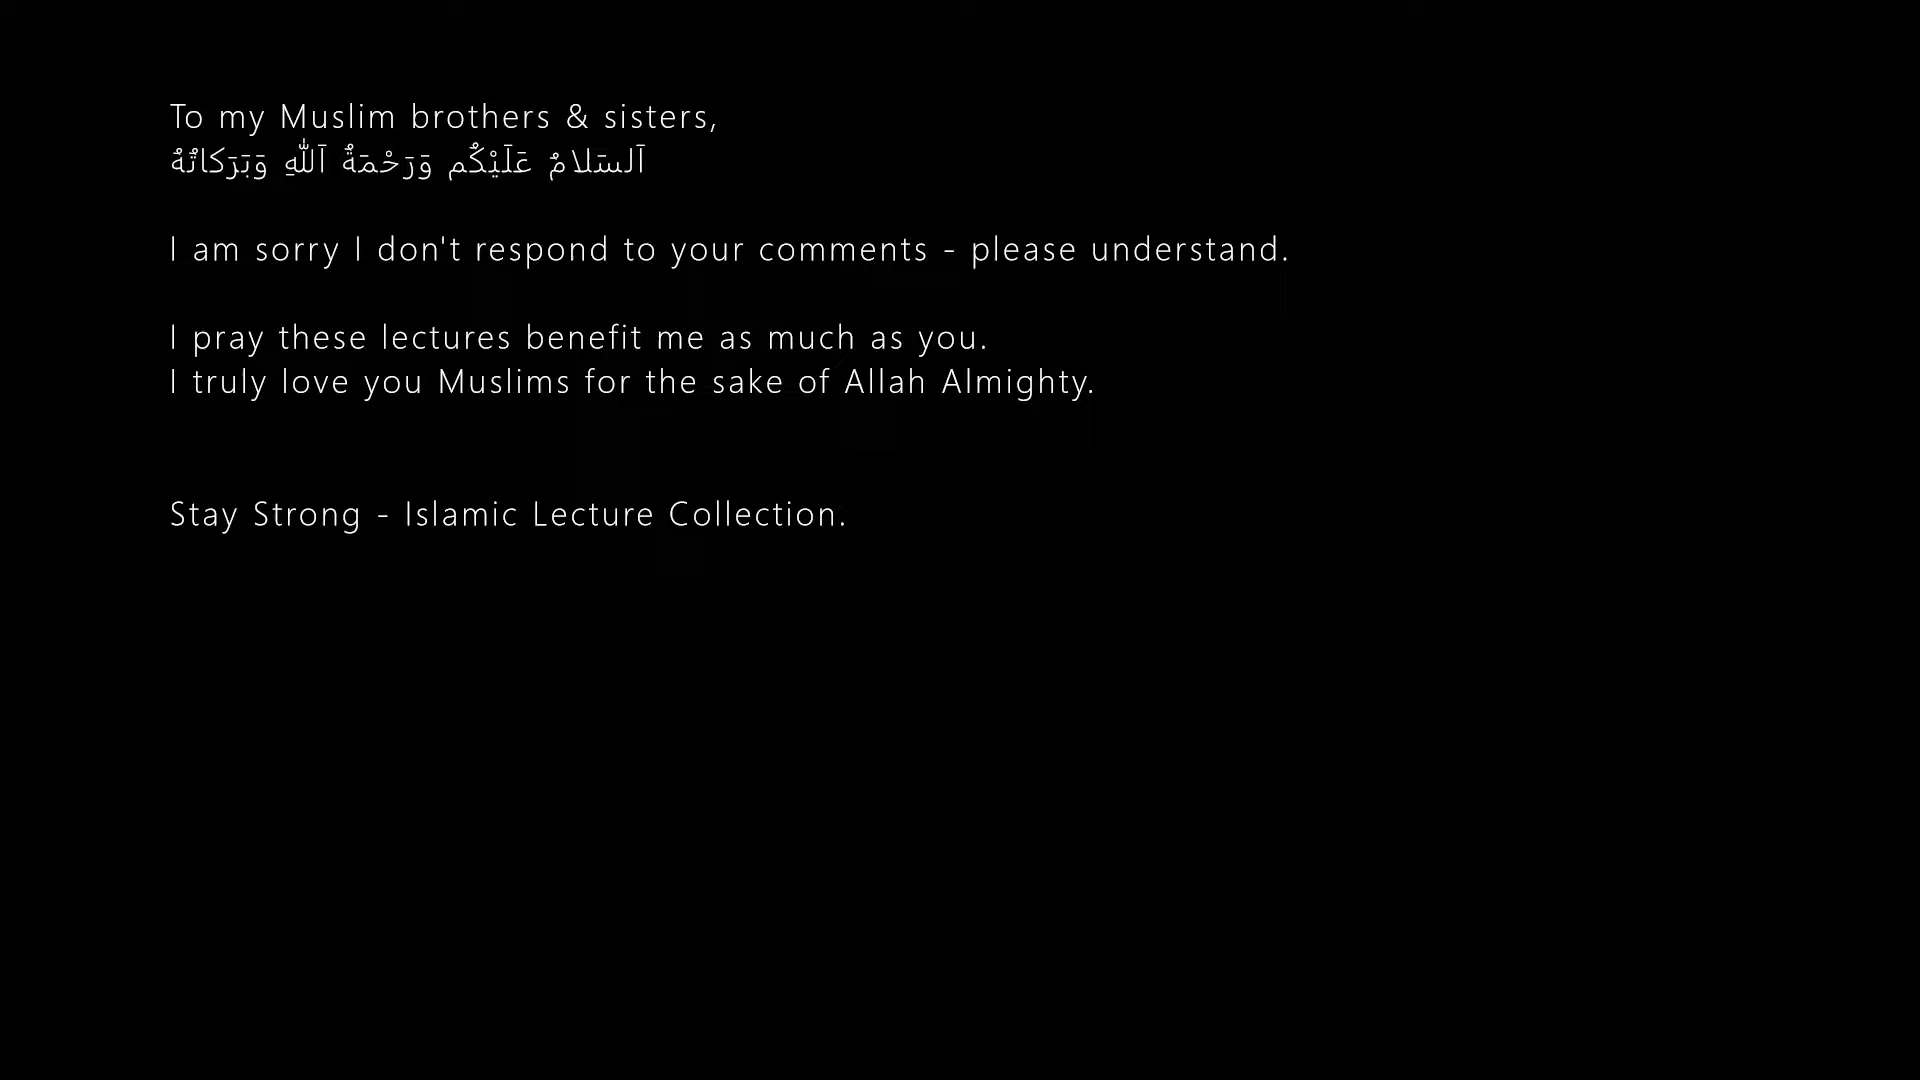 To my Muslim brothers & sisters,
اَلسَلامُ عَلَيْكُم وَرَحْمَةُ اَللهِ وَبَرَكاتُهُ
I am sorry I don't respond to your comments - please understand.
I pray these lectures benefit me as much as you.
I truly love you Muslims for the sake of Allah Almighty.
Stay Strong - Islamic Lecture Collection.